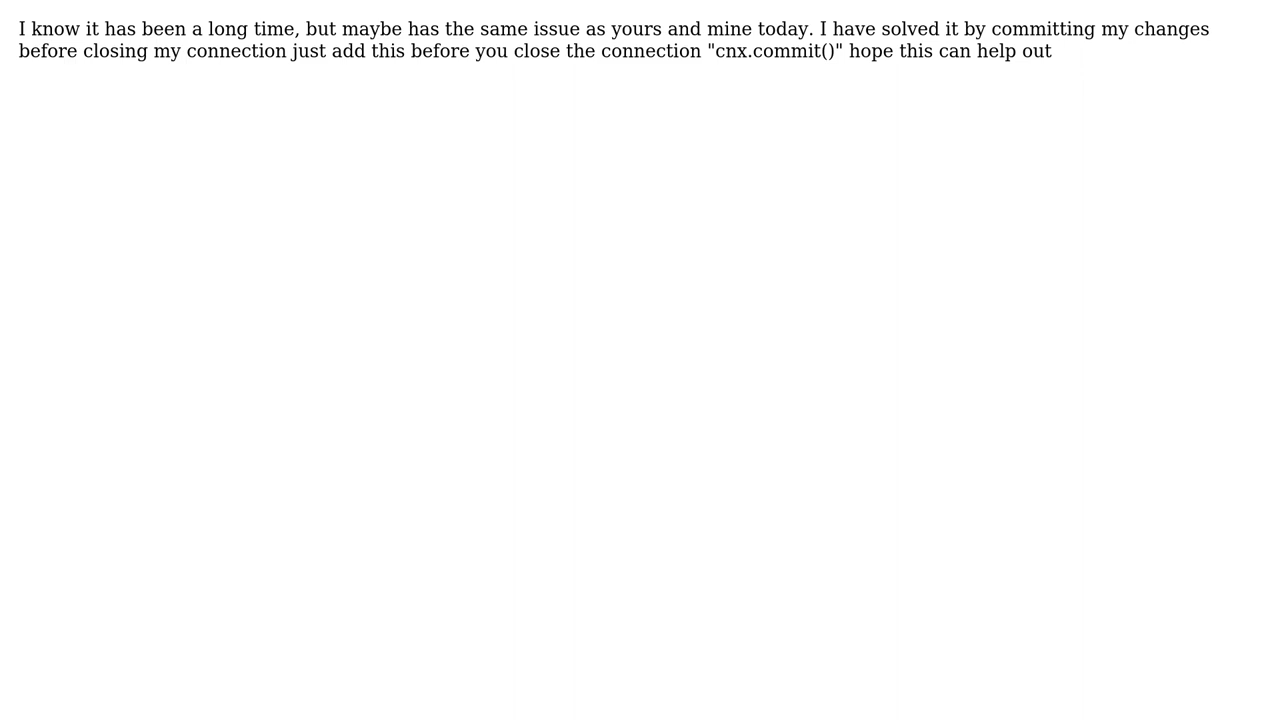 I know it has been a long time, but maybe has the same issue as yours and mine today. I have solved it by committing my changes
before closing my connection just add this before you close the connection "cnx.commit()" hope this can help out